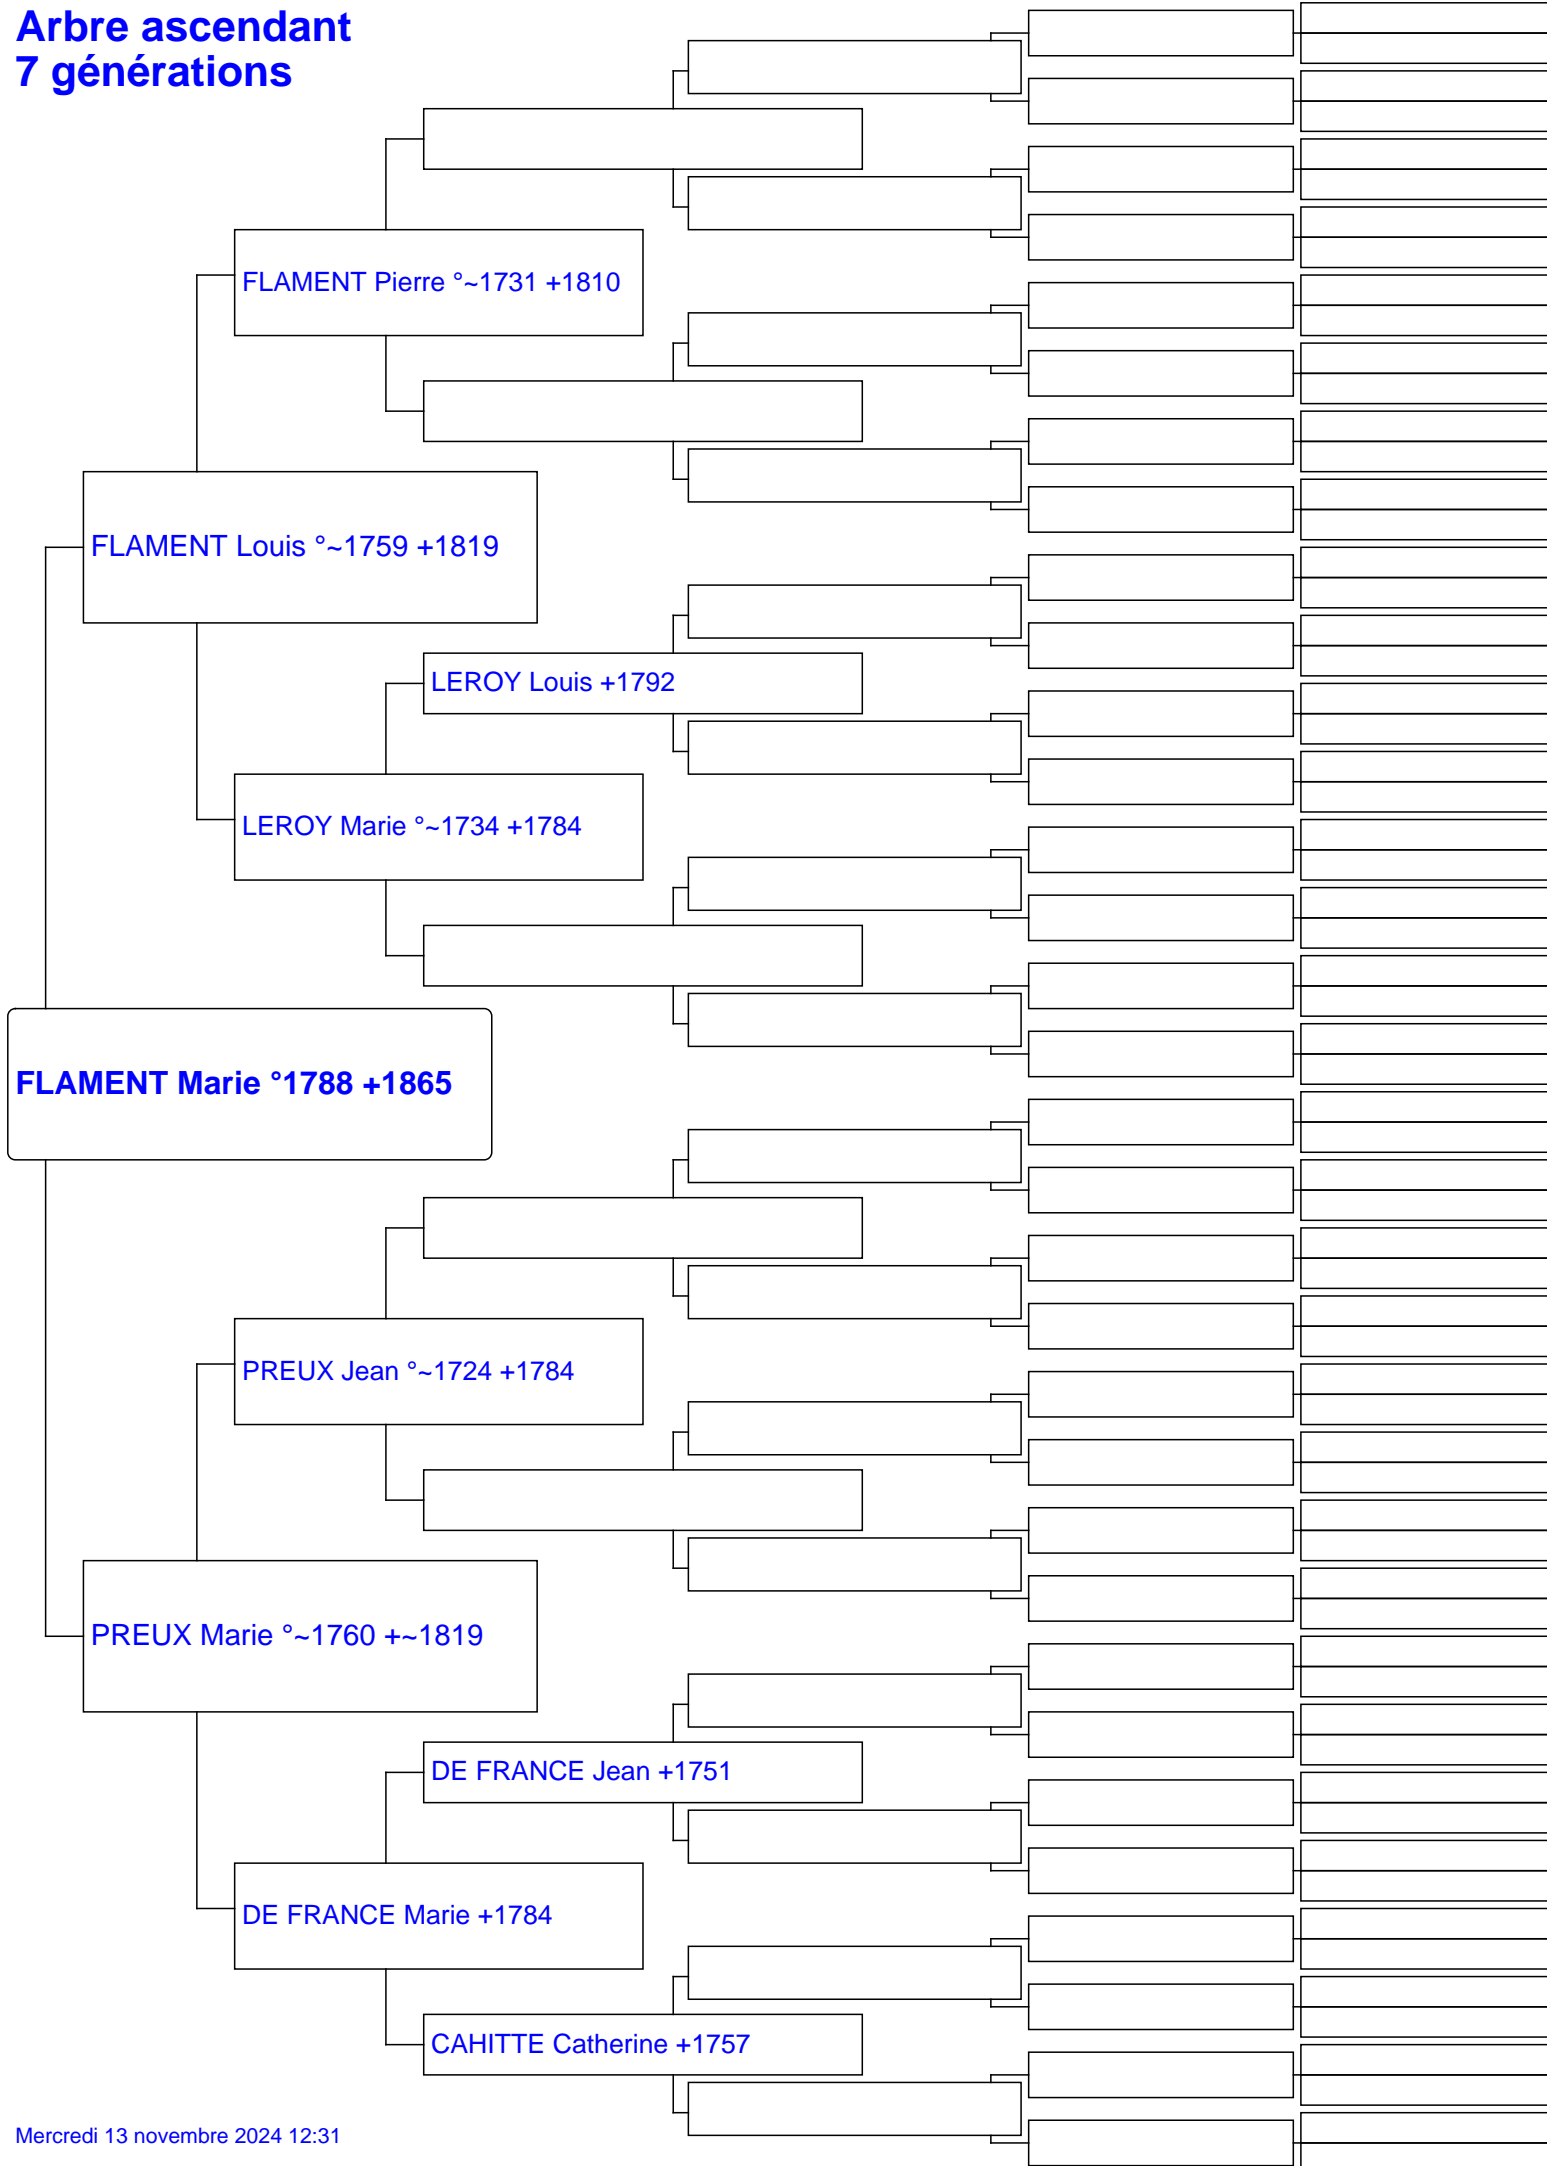 Arbre ascendant
7 générations
FLAMENT Pierre °~1731 +1810
FLAMENT Louis °~1759 +1819
LEROY Louis +1792
LEROY Marie °~1734 +1784
FLAMENT Marie °1788 +1865
PREUX Jean °~1724 +1784
PREUX Marie °~1760 +~1819
DE FRANCE Jean +1751
DE FRANCE Marie +1784
CAHITTE Catherine +1757
Mercredi 13 novembre 2024 12:31